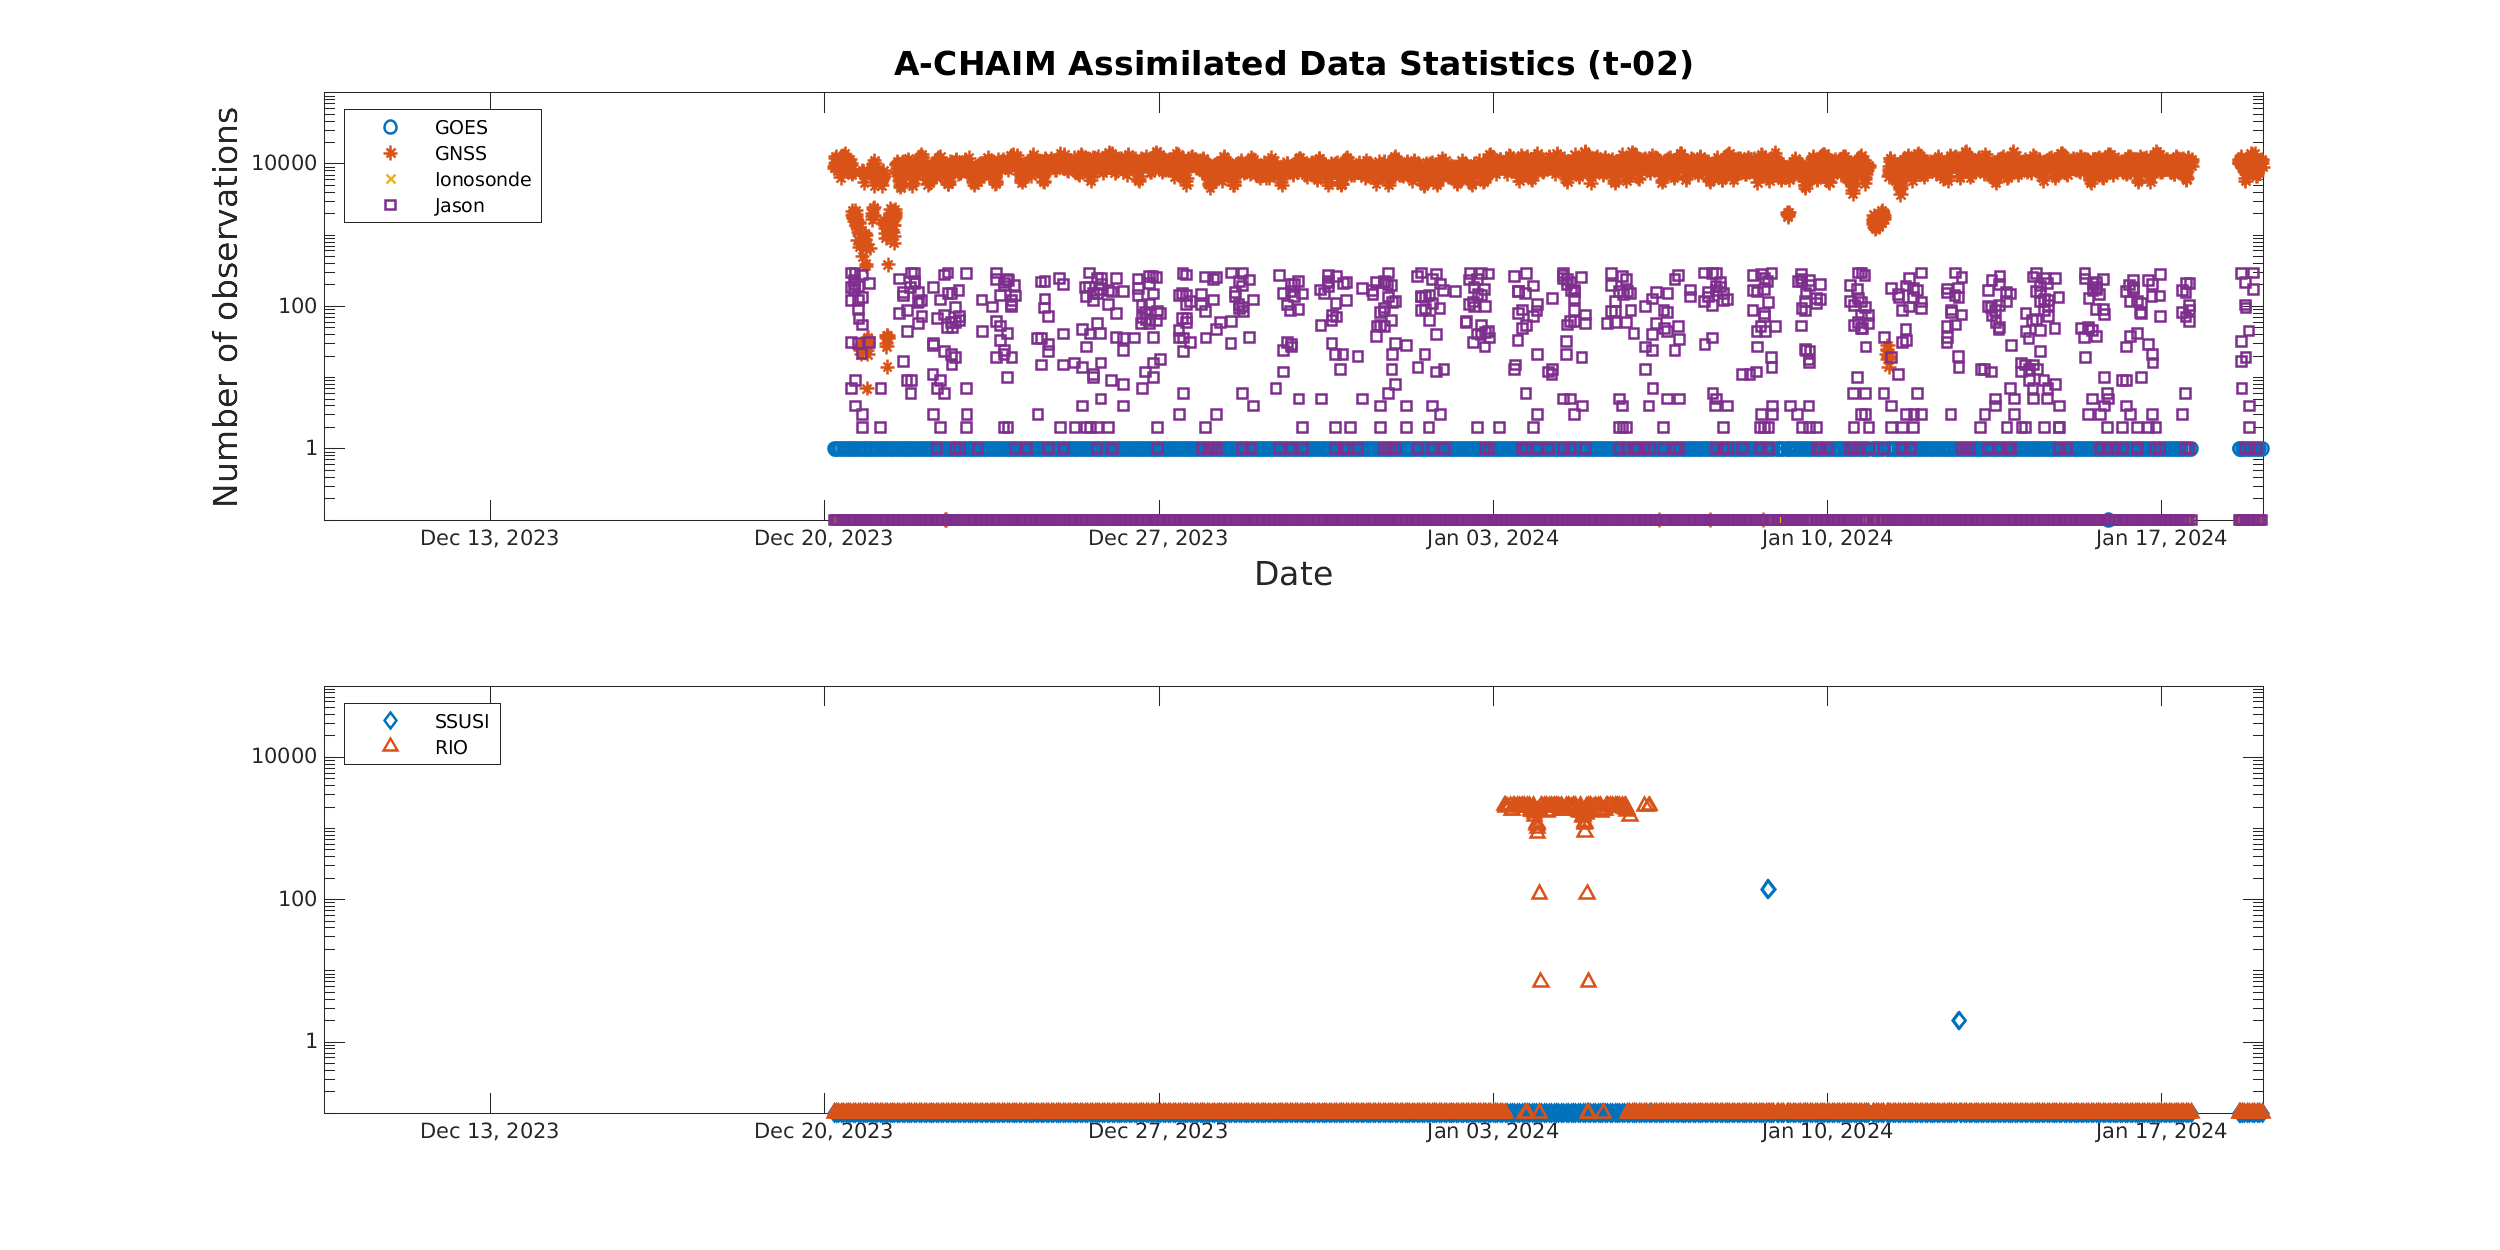 A-CHAIM Assimilated Data Statistics (t-02)
Number of observations
10000
100
1
GOES
GNSS
Ionosonde
Jason
Dec 13, 2023
Dec 20, 2023
Dec 27, 2023
Jan 03, 2024
Jan 10, 2024
Jan 17, 2024
Date
10000
100
1
SSUSI
RIO
Dec 13, 2023
Dec 20, 2023
Dec 27, 2023
Jan 03, 2024
Jan 10, 2024
Jan 17, 2024